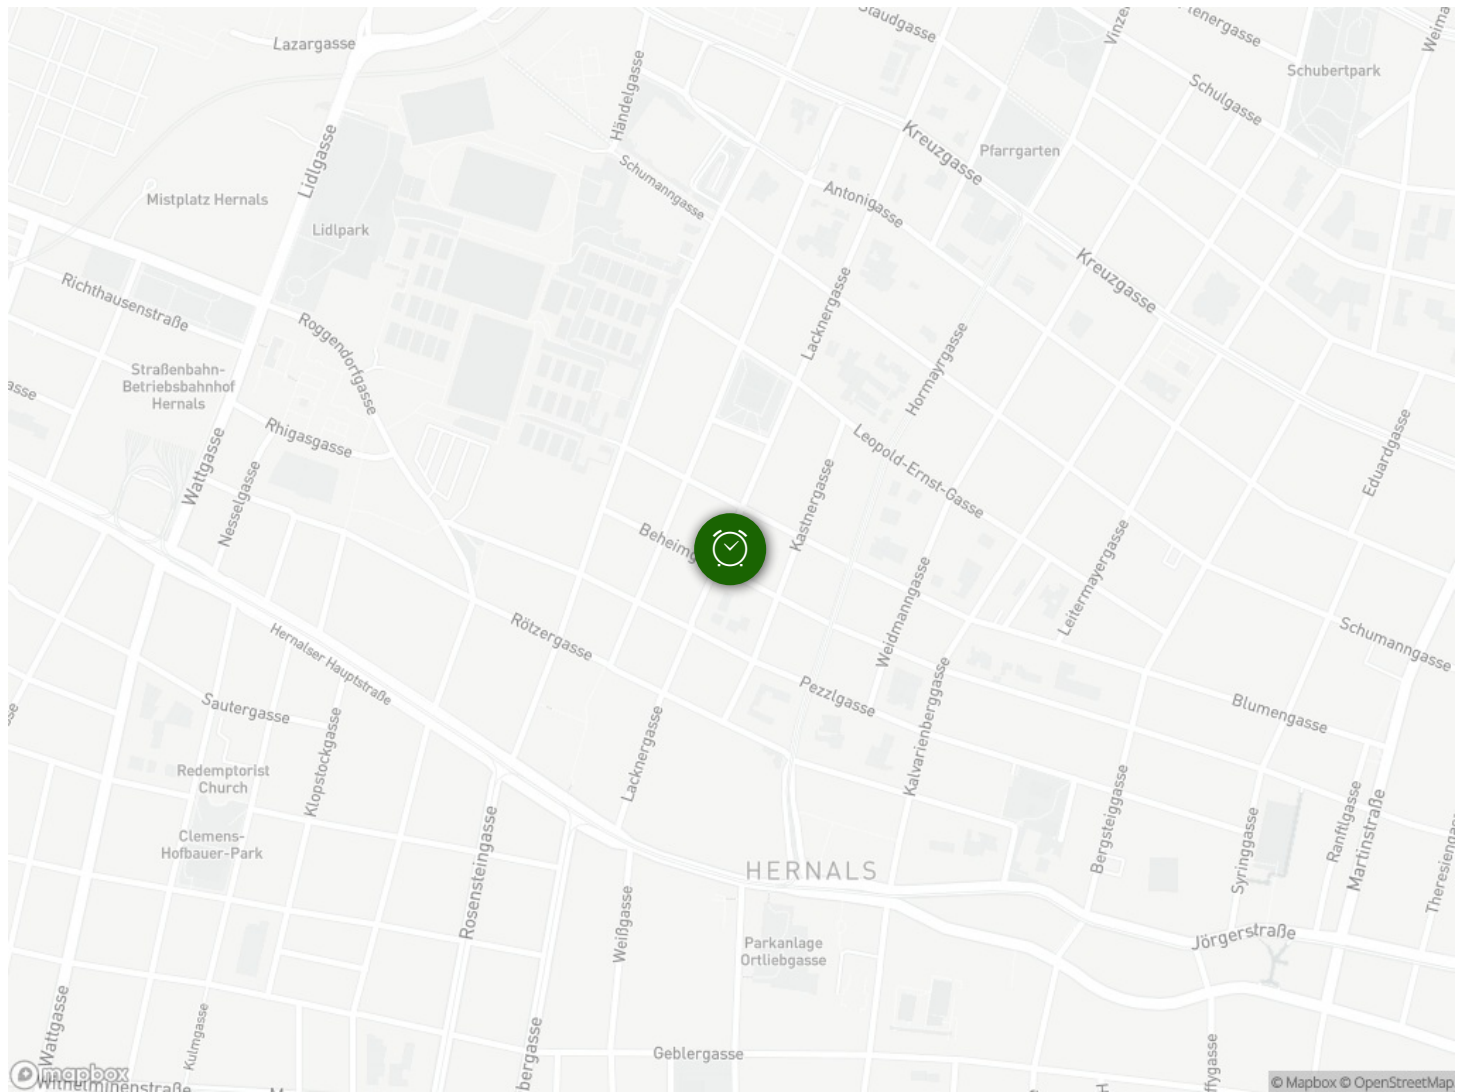 Lazargasse
Staudgasse
Schubertpark
Schulgasse
Händelgasse
Lidlgasse
Kreuzgasse
Pfarrgarten
Schumanngasse
Antonigasse
Mistplatz Hernals
Lidlpark
Kreuzgasse
Richthausenstraße
Roggendorfgasse
Lacknergasse
Hormayrgasse
Straßenbahn-
Betriebsbahnhof
Hernals
Rhigasgasse
Wattgasse
Nesselgasse
Leopold-Ernst-Gasse
Eduardgasse
Kastnergasse
Leitermayergasse
Weidmanngasse
Rötzergasse
Hernalser Hauptstraße
Schumanngasse
Pezzlgasse
Blumengasse
Sautergasse
Klopstockgasse
Lacknergasse
Kalvarienberggasse
Redemptorist
Church
Clemens-
Hofbauer-Park
Rosensteingasse
Bergsteiggasse
Syringgasse
Ranftlgasse
Martinstraße
HERNALS
Weißgasse
Parkanlage
Ortliebgasse
Jörgerstraße
Wattgasse
Kulmgasse
Geblergasse
Wilhelminenstraße
mapbox
© Mapbox © OpenStreetMap